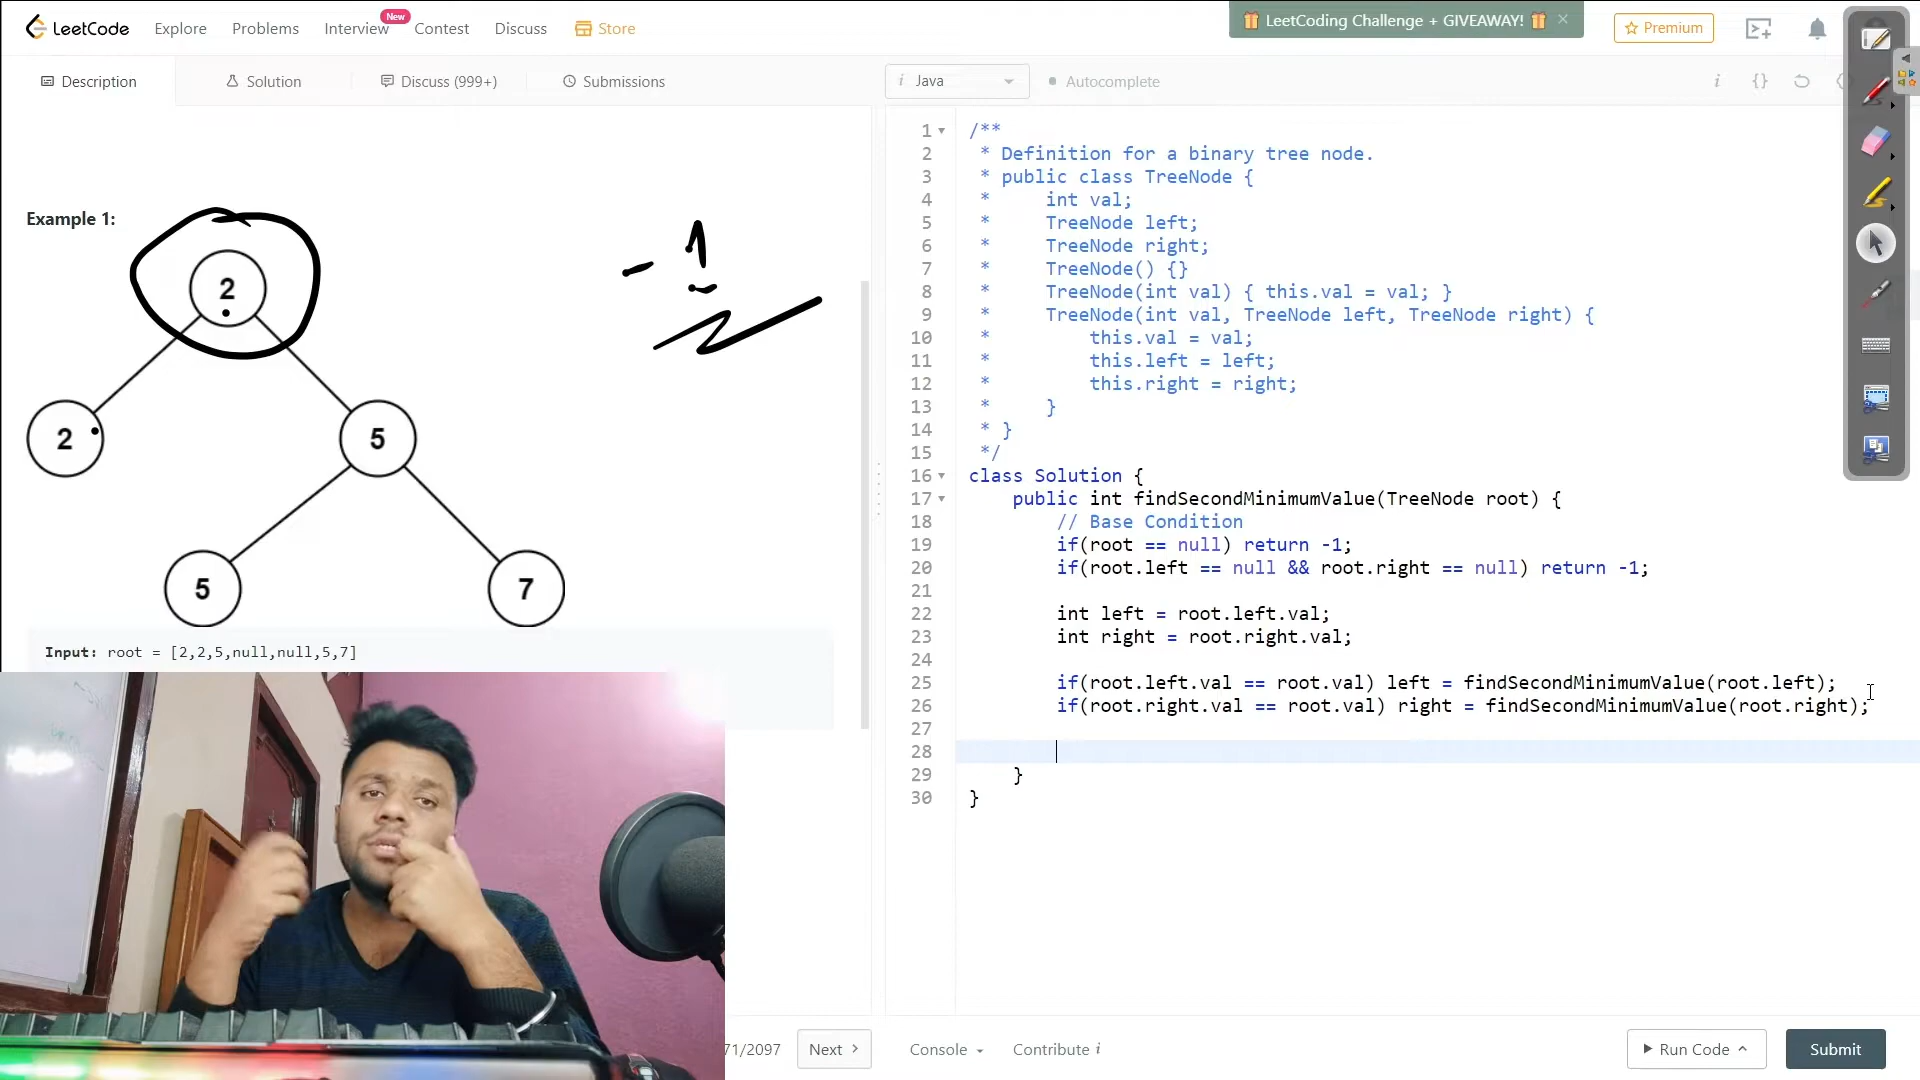 LeetCode Explore Problems Interview New Contest Discuss Store
LeetCoding Challenge + GIVEAWAY! ×
Premium
Description Solution Discuss (999+) Submissions
i Java Autocomplete i {}
Example 1:
2
2 5
5 7
- 1
Input: root = [2,2,5,null,null,5,7]
1 /**
2 * Definition for a binary tree node.
3 * public class TreeNode {
4 * int val;
5 * TreeNode left;
6 * TreeNode right;
7 * TreeNode() {}
8 * TreeNode(int val) { this.val = val; }
9 * TreeNode(int val, TreeNode left, TreeNode right) {
10 * this.val = val;
11 * this.left = left;
12 * this.right = right;
13 * }
14 * }
15 */
16 class Solution {
17 public int findSecondMinimumValue(TreeNode root) {
18 // Base Condition
19 if(root == null) return -1;
20 if(root.left == null && root.right == null) return -1;
21
22 int left = root.left.val;
23 int right = root.right.val;
24
25 if(root.left.val == root.val) left = findSecondMinimumValue(root.left);
26 if(root.right.val == root.val) right = findSecondMinimumValue(root.right);
27
28
29 }
30 }
71/2097 Next > Console Contribute i
Run Code Submit